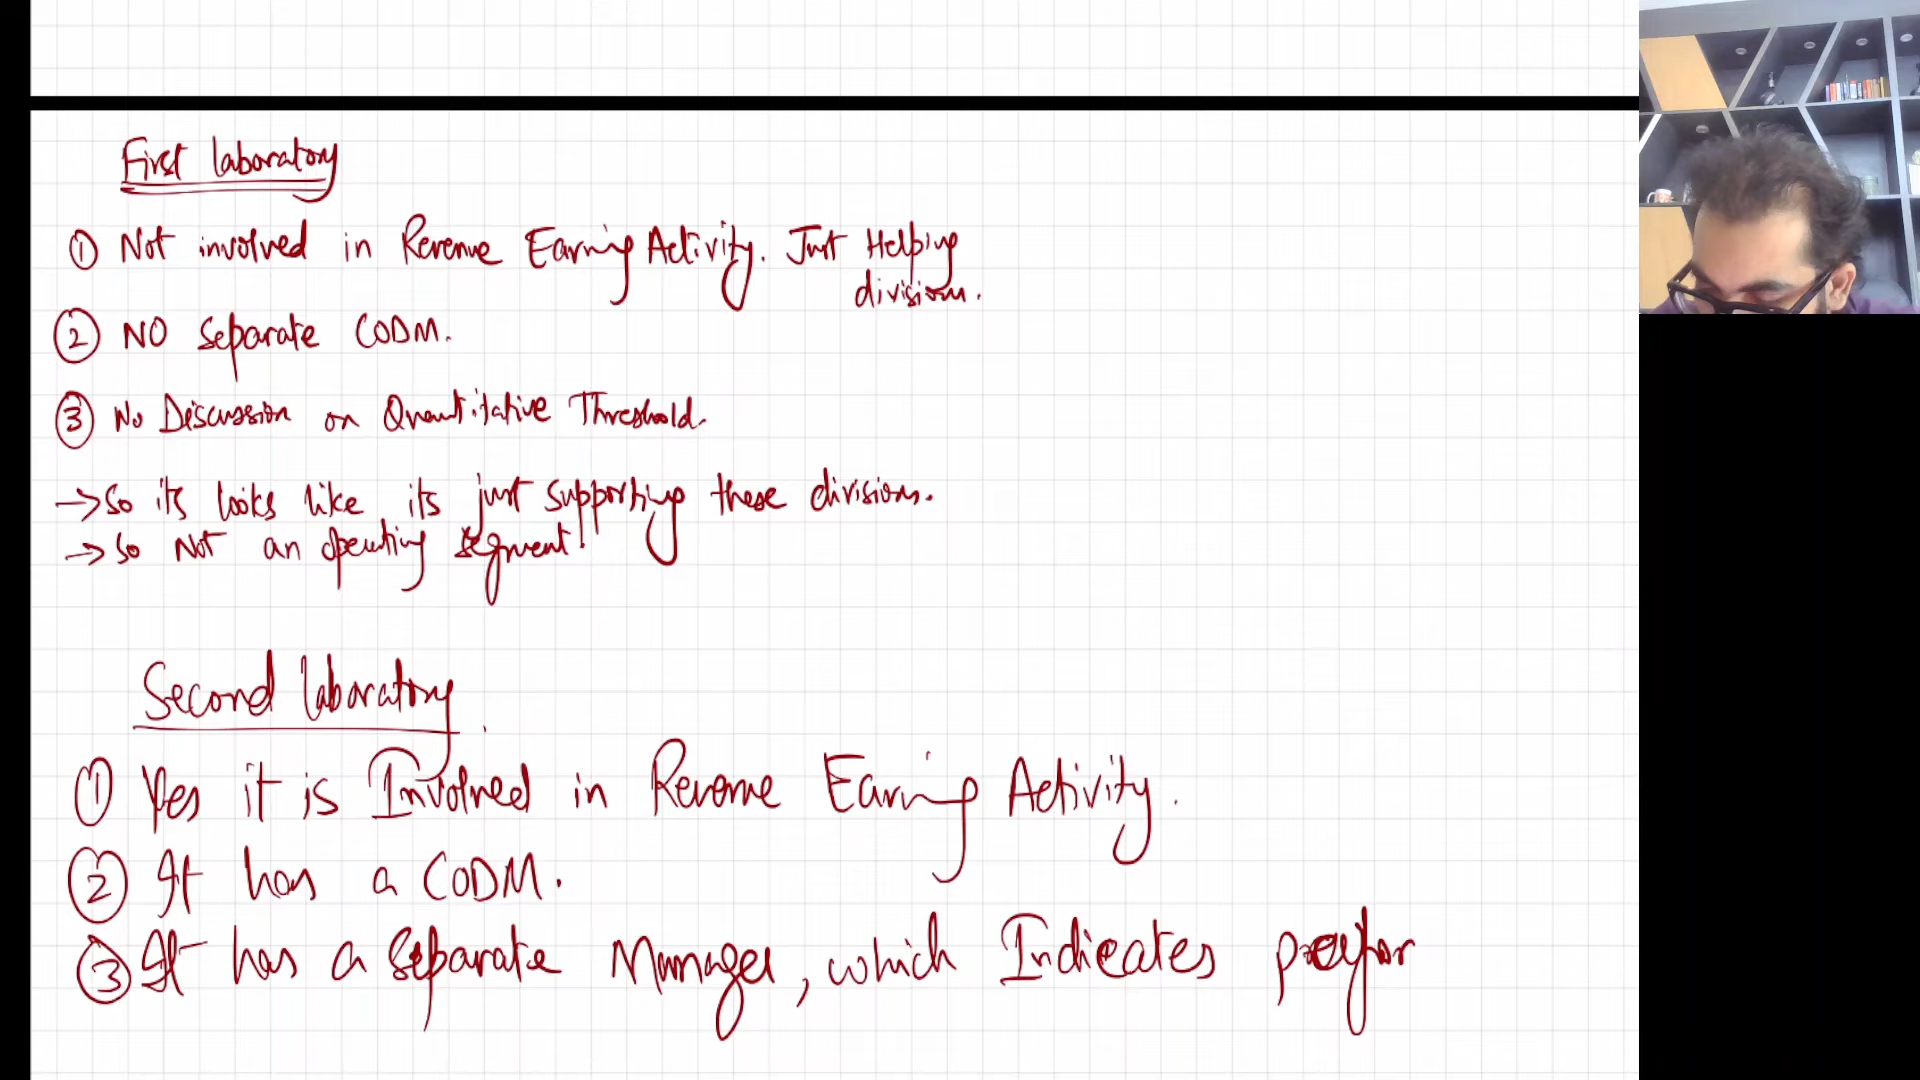 First laboratory
① Not involved in Revenue Earning Activity. Just Helping
divisions.
② NO Separate CODM.
③ No Discussion on Quantitative Threshold.
→ So its looks like its just supporting these divisions.
→ So Not an operating segment!
Second laboratory
① Yes it is Involved in Revenue Earning Activity.
② It has a CODM.
③ It has a Separate Manager, which Indicates